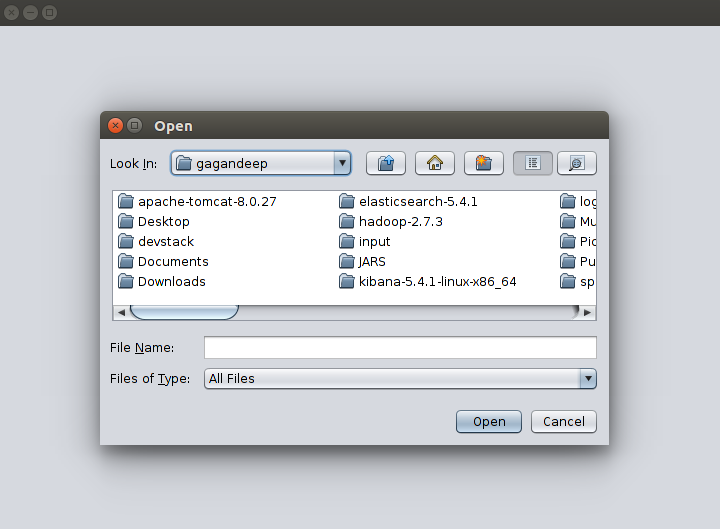 Open
Look In: gagandeep
apache-tomcat-8.0.27
Desktop
devstack
Documents
Downloads
elasticsearch-5.4.1
hadoop-2.7.3
input
JARS
kibana-5.4.1-linux-x86_64
log
Mu
Pic
Pu
sp
File Name:
Files of Type: All Files
Open Cancel